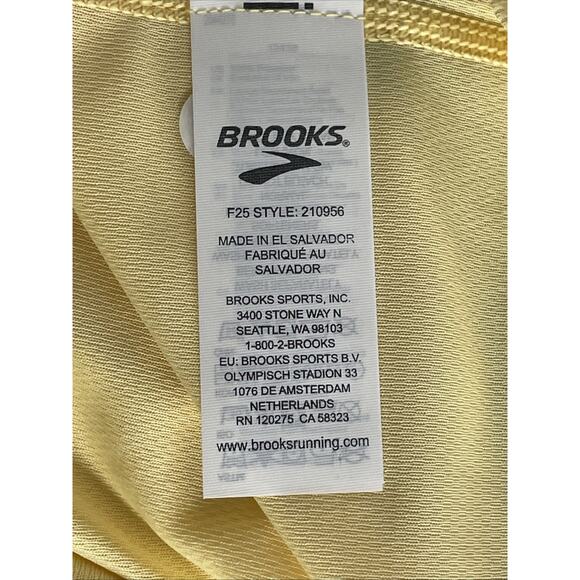 BROOKS®
F25 STYLE: 210956
MADE IN EL SALVADOR
FABRIQUÉ AU
SALVADOR
BROOKS SPORTS, INC.
3400 STONE WAY N
SEATTLE, WA 98103
1-800-2-BROOKS
EU: BROOKS SPORTS B.V.
OLYMPISCH STADION 33
1076 DE AMSTERDAM
NETHERLANDS
RN 120275 CA 58323
www.brooksrunning.com